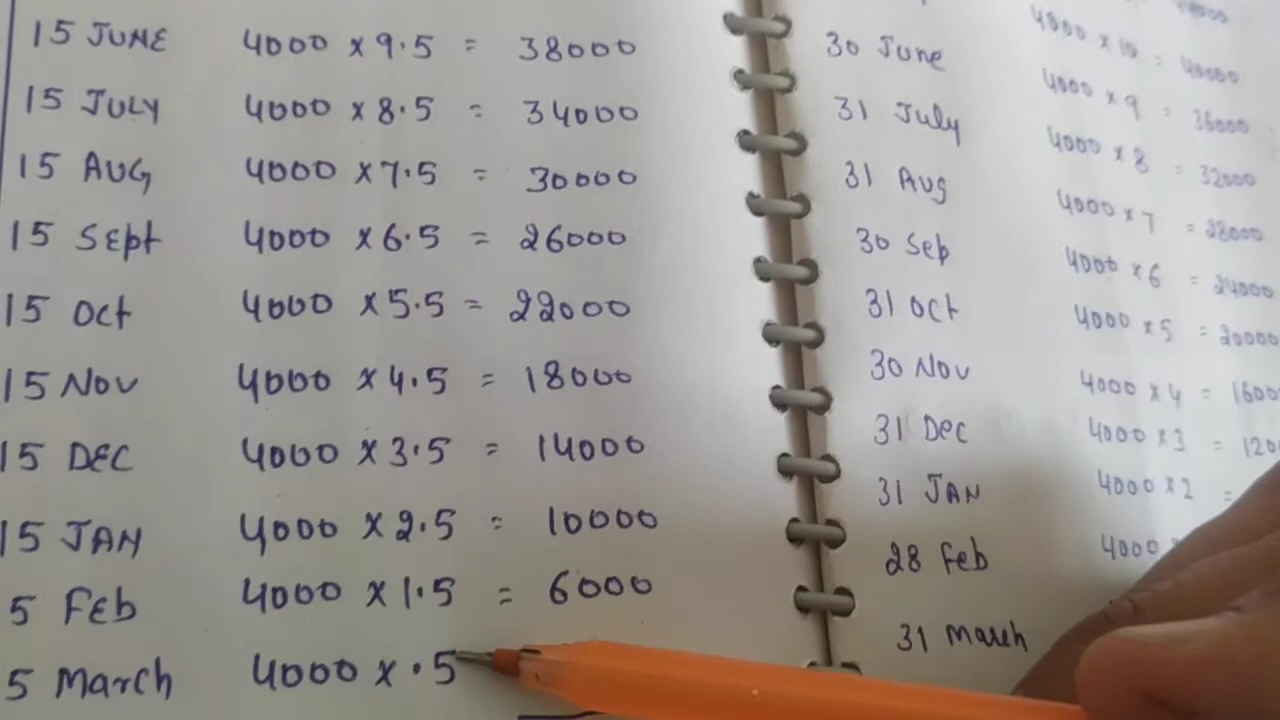 15 JUNE 4000 × 9.5 = 38000
15 JULY 4000 × 8.5 = 34000
15 AUG 4000 × 7.5 = 30000
15 SEpt 4000 × 6.5 = 26000
15 Oct 4000 × 5.5 = 22000
15 Nov 4000 × 4.5 = 18000
15 DEC 4000 × 3.5 = 14000
15 JAN 4000 × 2.5 = 10000
5 FEb 4000 × 1.5 = 6000
5 March 4000 × .5
30 June 4000 × 10 = 40000
31 July 4000 × 9 = 36000
31 Aug 4000 × 8 = 32000
30 Sep 4000 × 7 = 28000
31 Oct 4000 × 6 = 24000
30 Nov 4000 × 5 = 20000
31 Dec 4000 × 4 = 1600
31 JAN 4000 × 3 = 120
28 Feb 4000 × 2 =
31 march 4000